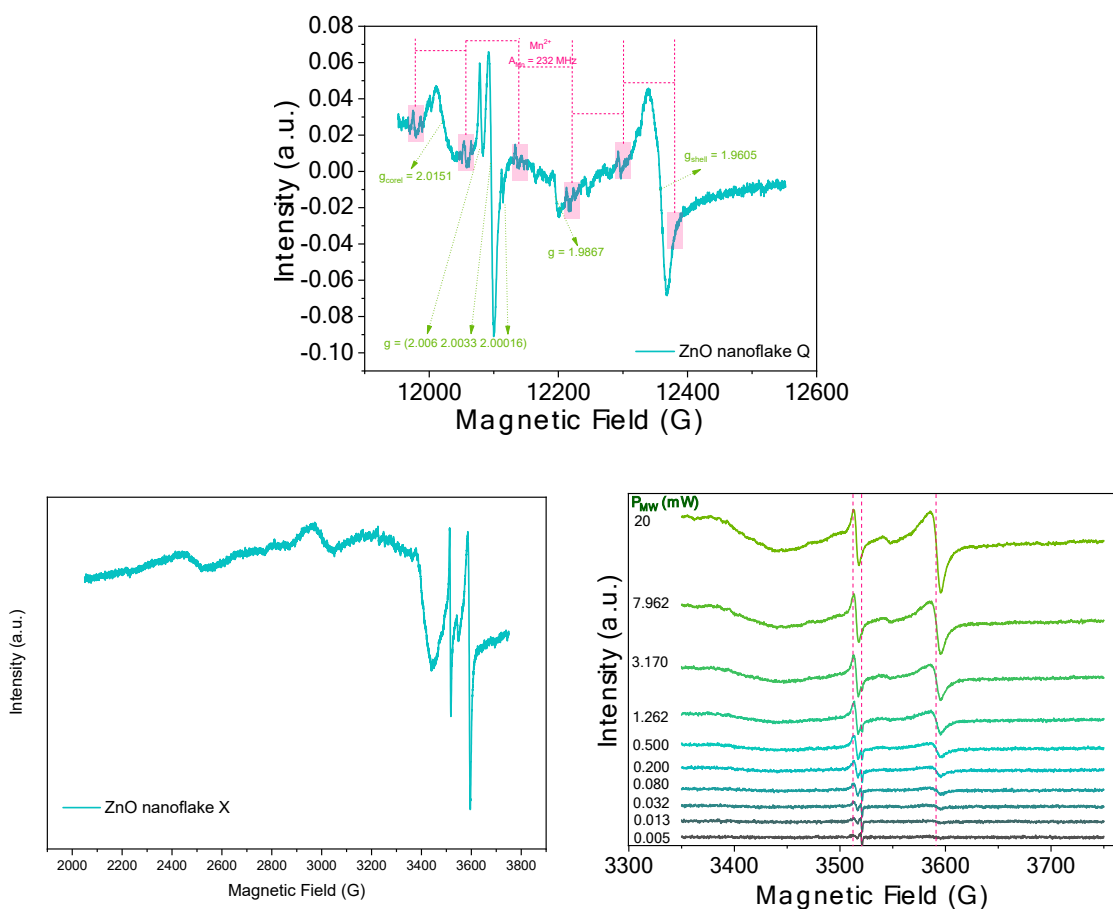 0.08
0.06
0.04
0.02
0.00
-0.02
-0.04
-0.06
-0.08
-0.10
Intensity (a.u.)
Mn2+
= 232 MHz
gcorel = 2.0151
gshell = 1.9605
g = 1.9867
g = (2.006 2.0033 2.00016)
ZnO nanoflake Q
12000 12200 12400 12600
Magnetic Field (G)
Intensity (a.u.)
ZnO nanoflake X
2000 2200 2400 2600 2800 3000 3200 3400 3600 3800
Magnetic Field (G)
PMW (mW)
20
7.962
3.170
1.262
0.500
0.200
0.080
0.032
0.013
0.005
Intensity (a.u.)
3300 3400 3500 3600 3700
Magnetic Field (G)